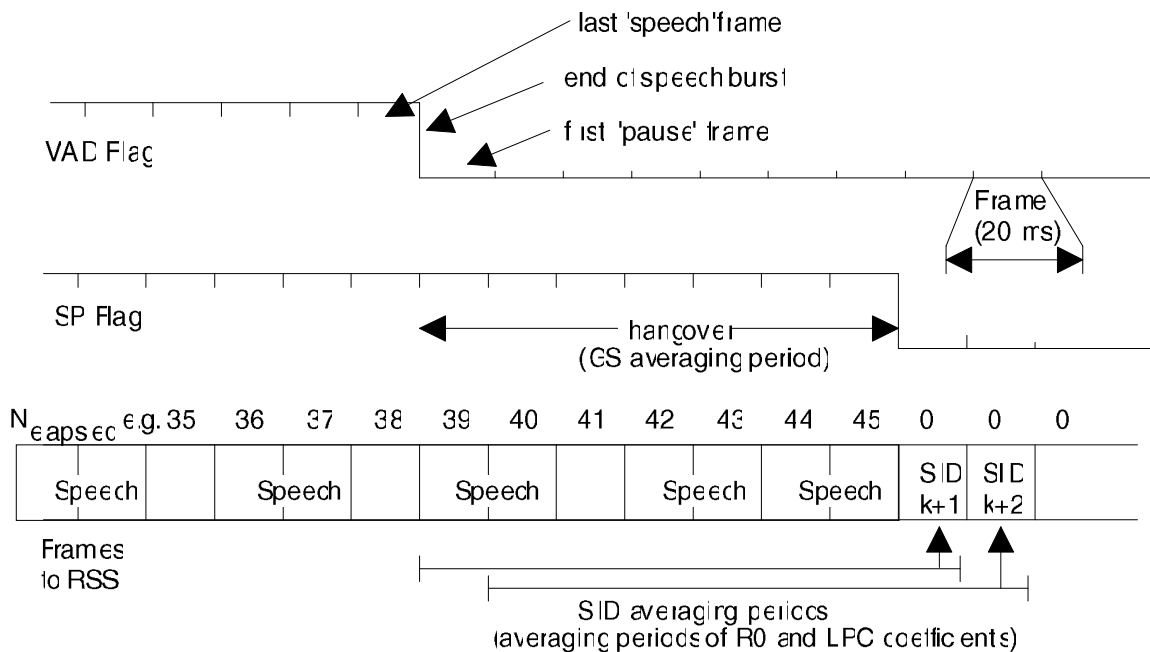 last 'speech' frame
end of speech burst
first 'pause' frame
VAD Flag
Frame
(20 ms)
SP Flag
hangover
(GS averaging period)
Nelapsed e.g. 35 36 37 38 39 40 41 42 43 44 45 0 0 0
Speech Speech Speech Speech Speech SID k+1 SID k+2
Frames
to RSS
SID averaging periods
(averaging periods of R0 and LPC coefficients)